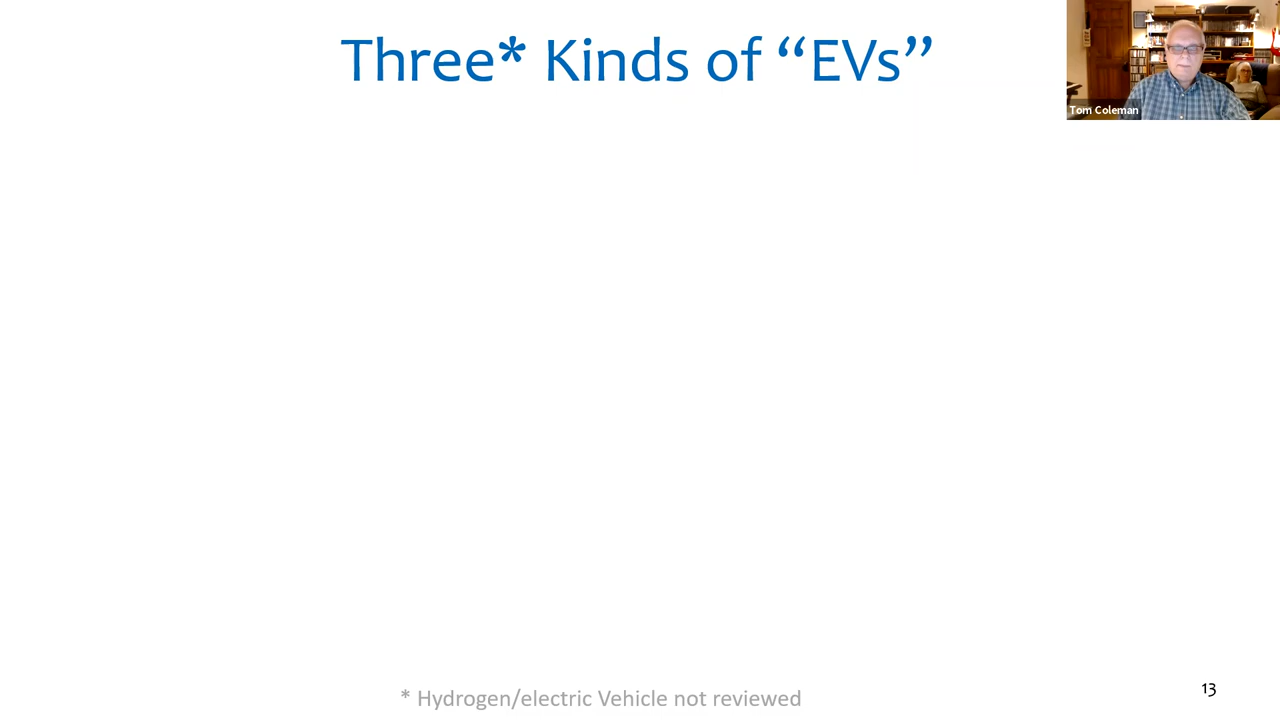 Three* Kinds of “EVs”
Tom Coleman
* Hydrogen/electric Vehicle not reviewed
13